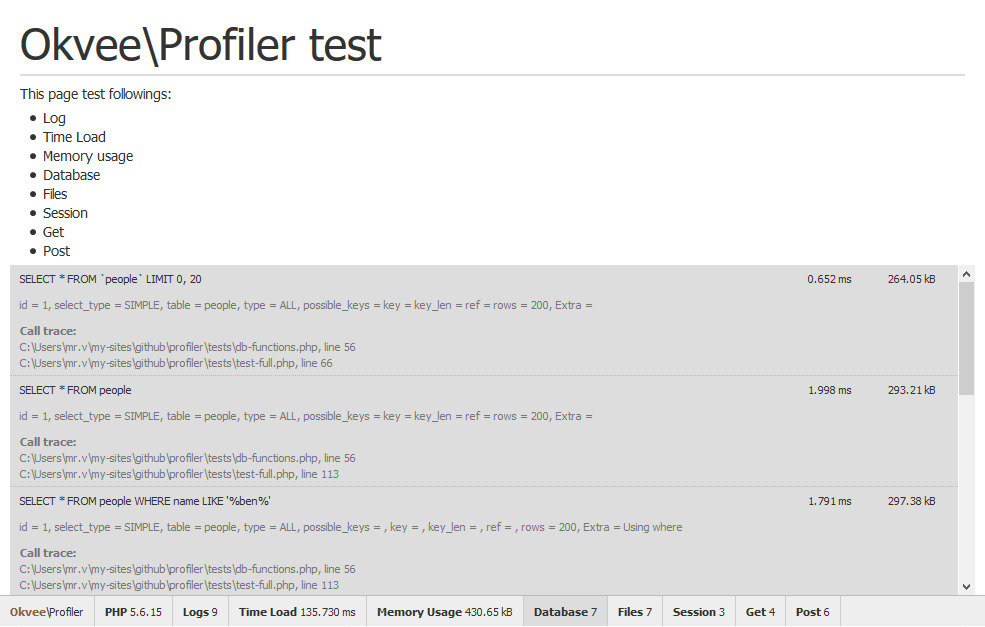 Okvee\Profiler test
This page test followings:
Log
Time Load
Memory usage
Database
Files
Session
Get
Post
SELECT * FROM `people` LIMIT 0, 20 0.652 ms 264.05 kB
id = 1, select_type = SIMPLE, table = people, type = ALL, possible_keys = key = key_len = ref = rows = 200, Extra =
Call trace:
C:\Users\mr.v\my-sites\github\profiler\tests\db-functions.php, line 56
C:\Users\mr.v\my-sites\github\profiler\tests\test-full.php, line 66
SELECT * FROM people 1.998 ms 293.21 kB
id = 1, select_type = SIMPLE, table = people, type = ALL, possible_keys = key = key_len = ref = rows = 200, Extra =
Call trace:
C:\Users\mr.v\my-sites\github\profiler\tests\db-functions.php, line 56
C:\Users\mr.v\my-sites\github\profiler\tests\test-full.php, line 113
SELECT * FROM people WHERE name LIKE '%ben%' 1.791 ms 297.38 kB
id = 1, select_type = SIMPLE, table = people, type = ALL, possible_keys = , key = , key_len = , ref = , rows = 200, Extra = Using where
Call trace:
C:\Users\mr.v\my-sites\github\profiler\tests\db-functions.php, line 56
C:\Users\mr.v\my-sites\github\profiler\tests\test-full.php, line 113
Okvee\Profiler PHP 5.6.15 Logs 9 Time Load 135.730 ms Memory Usage 430.65 kB Database 7 Files 7 Session 3 Get 4 Post 6